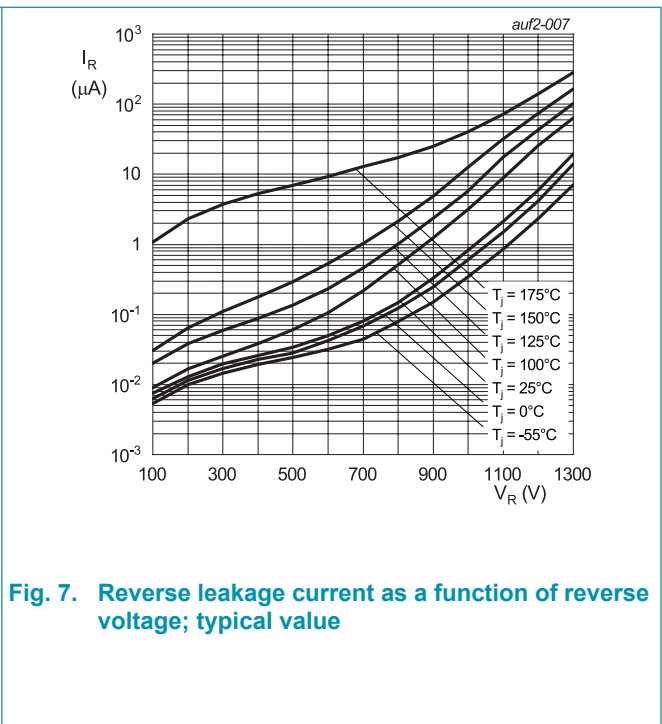 auf2-007
I_R
(μA)
10³
10²
10
1
10⁻¹
10⁻²
10⁻³
T_j = 175°C
T_j = 150°C
T_j = 125°C
T_j = 100°C
T_j = 25°C
T_j = 0°C
T_j = -55°C
100 300 500 700 900 1100 1300
V_R (V)
Fig. 7. Reverse leakage current as a function of reverse
voltage; typical value